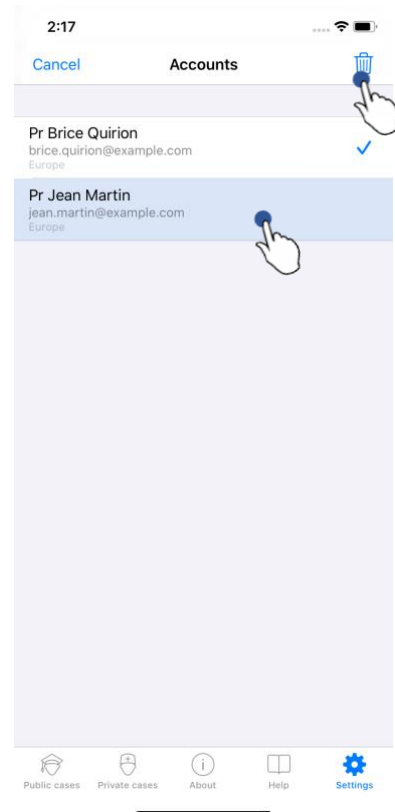 2:17
Cancel Accounts
Pr Brice Quirion
brice.quirion@example.com
Europe
Pr Jean Martin
jean.martin@example.com
Europe
Public cases Private cases About Help Settings